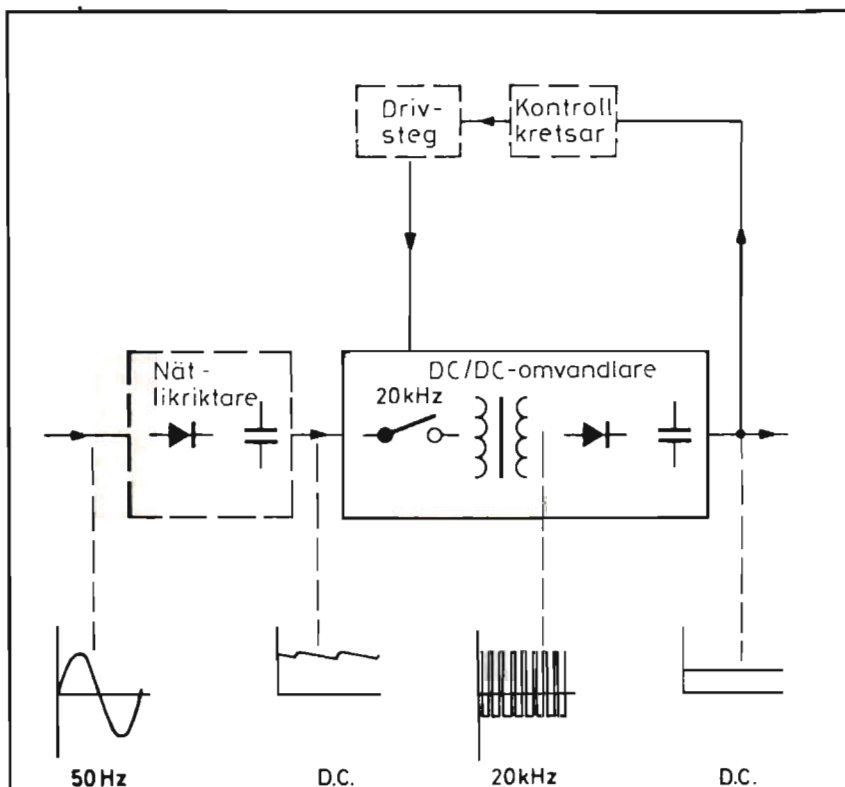 Driv-
steg
Kontroll
kretsar
Nät-
likriktare
DC/DC-omvandlare
20kHz
50Hz
D.C.
20kHz
D.C.